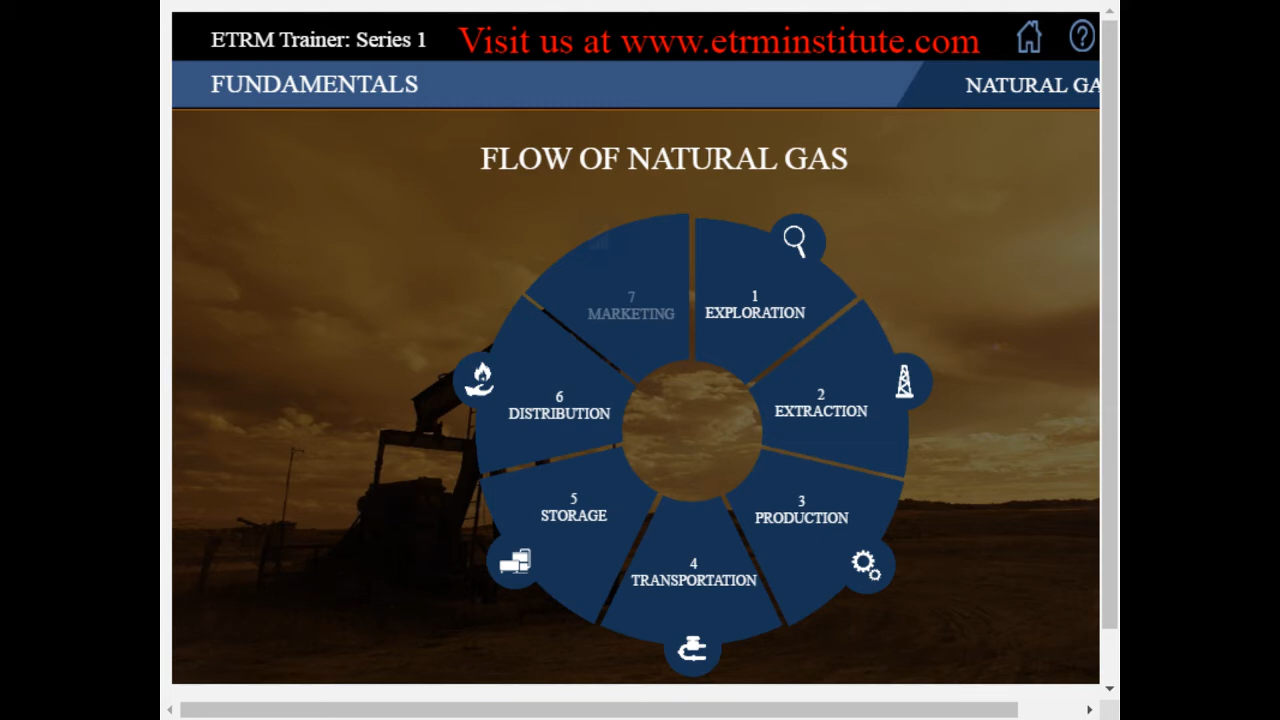 ETRM Trainer: Series 1
Visit us at www.etrminstitute.com
?
FUNDAMENTALS
NATURAL GA
FLOW OF NATURAL GAS
1
EXPLORATION
2
EXTRACTION
3
PRODUCTION
4
TRANSPORTATION
5
STORAGE
6
DISTRIBUTION
7
MARKETING